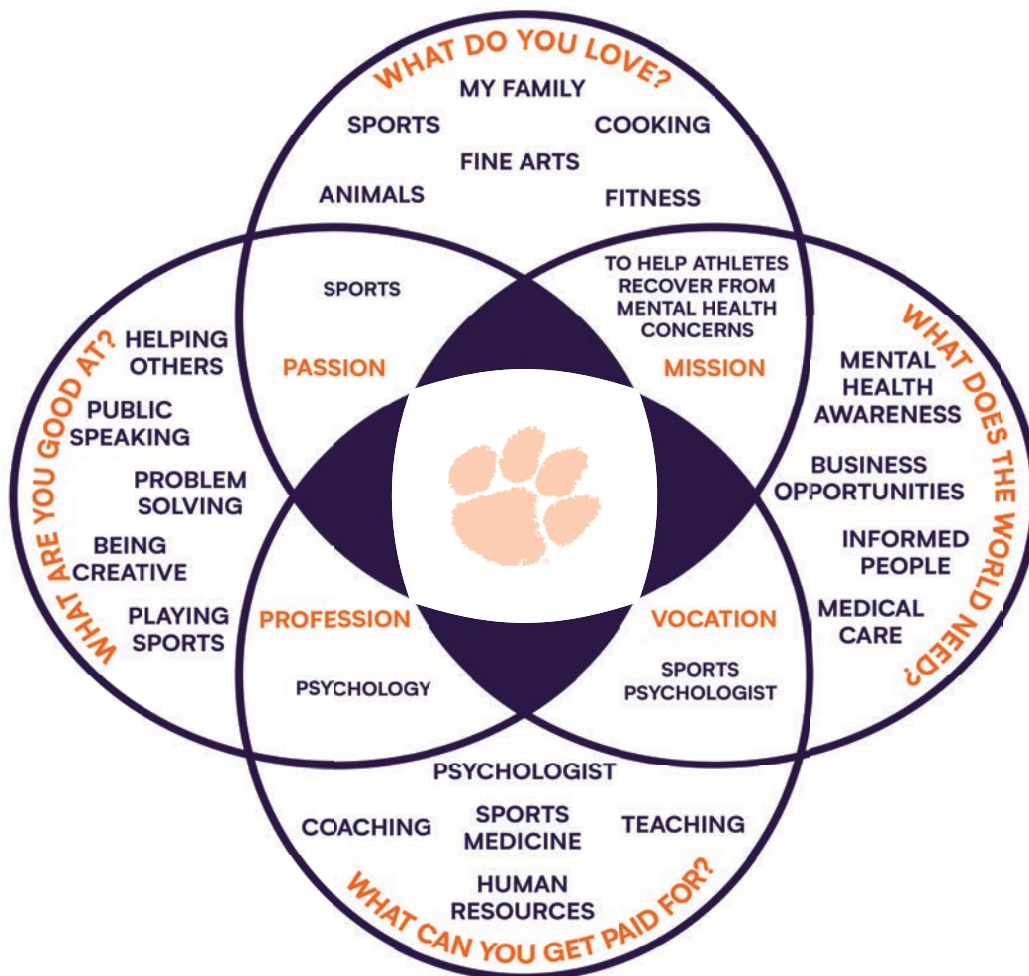 WHAT DO YOU LOVE?
MY FAMILY
SPORTS
COOKING
FINE ARTS
ANIMALS
FITNESS
SPORTS
PASSION
TO HELP ATHLETES
RECOVER FROM
MENTAL HEALTH
CONCERNS
MISSION
WHAT ARE YOU GOOD AT?
HELPING
OTHERS
PUBLIC
SPEAKING
PROBLEM
SOLVING
BEING
CREATIVE
PLAYING
SPORTS
WHAT DOES THE WORLD NEED?
MENTAL
HEALTH
AWARENESS
BUSINESS
OPPORTUNITIES
INFORMED
PEOPLE
MEDICAL
CARE
PROFESSION
PSYCHOLOGY
VOCATION
SPORTS
PSYCHOLOGIST
PSYCHOLOGIST
COACHING
SPORTS
MEDICINE
TEACHING
HUMAN
RESOURCES
WHAT CAN YOU GET PAID FOR?